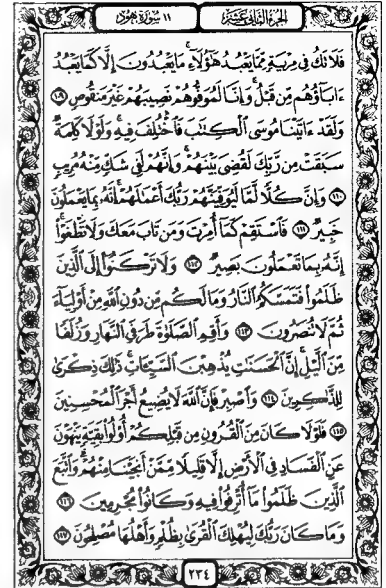 الجزء الثاني عشر
١١ سورة هود
فَلَا تَكُ فِي مِرْيَةٍ مِّمَّا يَعْبُدُ هَٰٓؤُلَآءِ ۚ مَا يَعْبُدُونَ إِلَّا كَمَا يَعْبُدُ
ءَابَآؤُهُم مِّن قَبْلُ ۚ وَإِنَّا لَمُوَفُّوهُمْ نَصِيبَهُمْ غَيْرَ مَنقُوصٍ ١٠٩
وَلَقَدْ ءَاتَيْنَا مُوسَى ٱلْكِتَٰبَ فَٱخْتُلِفَ فِيهِ ۚ وَلَوْلَا كَلِمَةٌ
سَبَقَتْ مِن رَّبِّكَ لَقُضِيَ بَيْنَهُمْ ۚ وَإِنَّهُمْ لَفِي شَكٍّ مِّنْهُ مُرِيبٍ
١١٠ وَإِنَّ كُلًّا لَّمَّا لَيُوَفِّيَنَّهُمْ رَبُّكَ أَعْمَٰلَهُمْ ۚ إِنَّهُۥ بِمَا يَعْمَلُونَ
خَبِيرٌ ١١١ فَٱسْتَقِمْ كَمَآ أُمِرْتَ وَمَن تَابَ مَعَكَ وَلَا تَطْغَوْا۟ ۚ
إِنَّهُۥ بِمَا تَعْمَلُونَ بَصِيرٌ ١١٢ وَلَا تَرْكَنُوٓا۟ إِلَى ٱلَّذِينَ
ظَلَمُوا۟ فَتَمَسَّكُمُ ٱلنَّارُ وَمَا لَكُم مِّن دُونِ ٱللَّهِ مِنْ أَوْلِيَآءَ
ثُمَّ لَا تُنصَرُونَ ١١٣ وَأَقِمِ ٱلصَّلَوٰةَ طَرَفَيِ ٱلنَّهَارِ وَزُلَفًا
مِّنَ ٱلَّيْلِ ۚ إِنَّ ٱلْحَسَنَٰتِ يُذْهِبْنَ ٱلسَّيِّـَٔاتِ ۚ ذَٰلِكَ ذِكْرَىٰ
لِلذَّٰكِرِينَ ١١٤ وَٱصْبِرْ فَإِنَّ ٱللَّهَ لَا يُضِيعُ أَجْرَ ٱلْمُحْسِنِينَ
١١٥ فَلَوْلَا كَانَ مِنَ ٱلْقُرُونِ مِن قَبْلِكُمْ أُو۟لُوا۟ بَقِيَّةٍ يَنْهَوْنَ
عَنِ ٱلْفَسَادِ فِي ٱلْأَرْضِ إِلَّا قَلِيلًا مِّمَّنْ أَنجَيْنَا مِنْهُمْ ۗ وَٱتَّبَعَ
ٱلَّذِينَ ظَلَمُوا۟ مَآ أُتْرِفُوا۟ فِيهِ وَكَانُوا۟ مُجْرِمِينَ ١١٦
وَمَا كَانَ رَبُّكَ لِيُهْلِكَ ٱلْقُرَىٰ بِظُلْمٍ وَأَهْلُهَا مُصْلِحُونَ ١١٧
٢٣٤